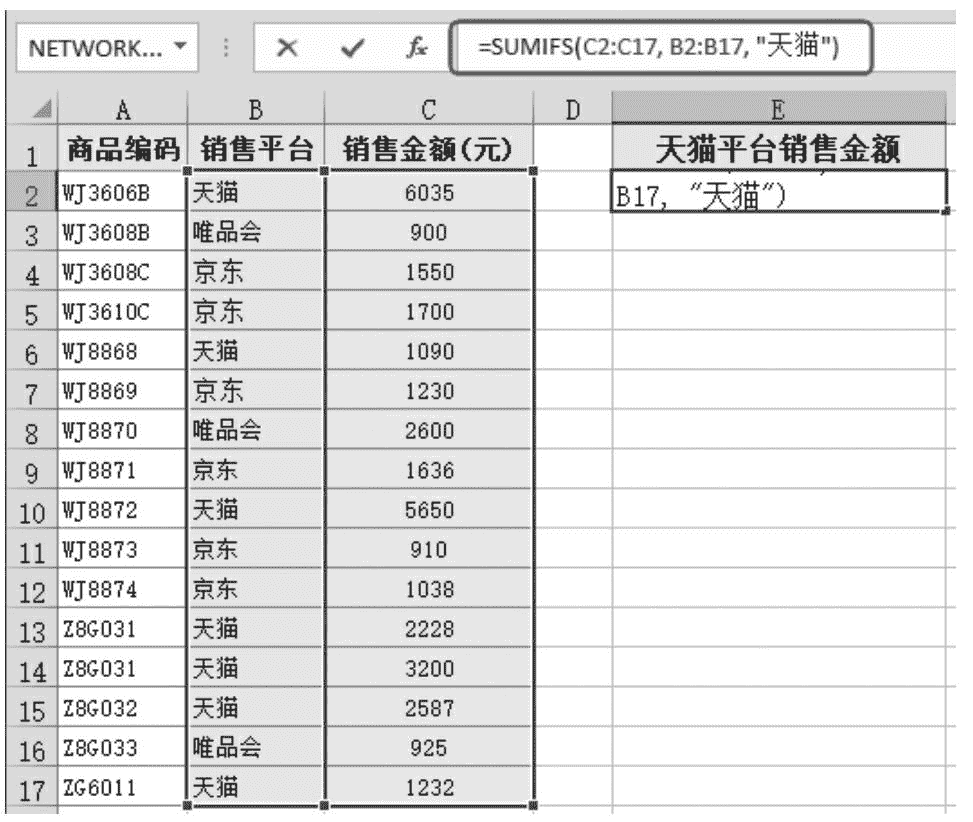 NETWORK... fx =SUMIFS(C2:C17, B2:B17, "天猫")
A B C D E
1 商品编码 销售平台 销售金额(元) 天猫平台销售金额
2 WJ3606B 天猫 6035 B17, "天猫")
3 WJ3608B 唯品会 900
4 WJ3608C 京东 1550
5 WJ3610C 京东 1700
6 WJ8868 天猫 1090
7 WJ8869 京东 1230
8 WJ8870 唯品会 2600
9 WJ8871 京东 1636
10 WJ8872 天猫 5650
11 WJ8873 京东 910
12 WJ8874 京东 1038
13 Z8G031 天猫 2228
14 Z8G031 天猫 3200
15 Z8G032 天猫 2587
16 Z8G033 唯品会 925
17 ZG6011 天猫 1232